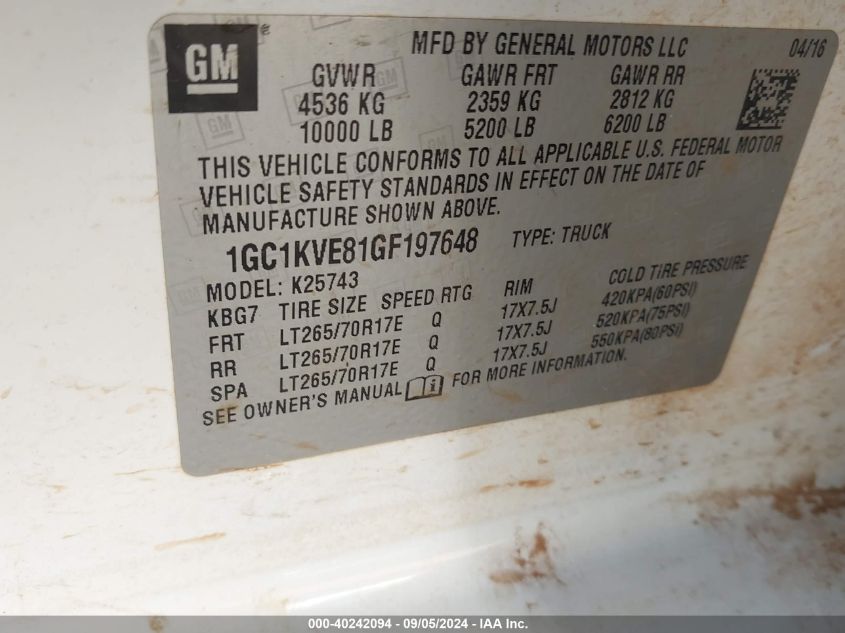 GM
MFD BY GENERAL MOTORS LLC 04/16
GVWR GAWR FRT GAWR RR
4536 KG 2359 KG 2812 KG
10000 LB 5200 LB 6200 LB
THIS VEHICLE CONFORMS TO ALL APPLICABLE U.S. FEDERAL MOTOR
VEHICLE SAFETY STANDARDS IN EFFECT ON THE DATE OF
MANUFACTURE SHOWN ABOVE.
1GC1KVE81GF197648 TYPE: TRUCK
MODEL: K25743
KBG7 TIRE SIZE SPEED RTG RIM COLD TIRE PRESSURE
FRT LT265/70R17E Q 17X7.5J 420KPA(60PSI)
RR LT265/70R17E Q 17X7.5J 520KPA(75PSI)
SPA LT265/70R17E Q 17X7.5J 550KPA(80PSI)
SEE OWNER'S MANUAL i FOR MORE INFORMATION.
000-40242094 - 09/05/2024 - IAA Inc.